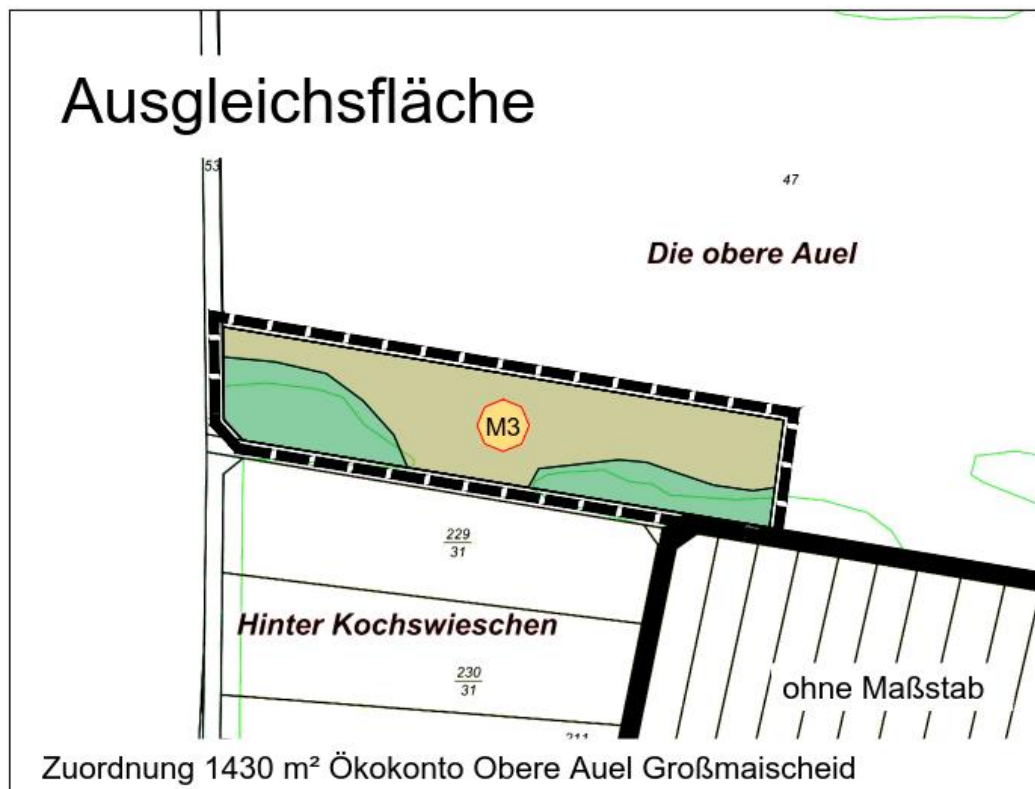 Ausgleichsfläche
53
47
Die obere Auel
M3
229
31
Hinter Kochswieschen
230
31
ohne Maßstab
211
Zuordnung 1430 m² Ökokonto Obere Auel Großmaischeid